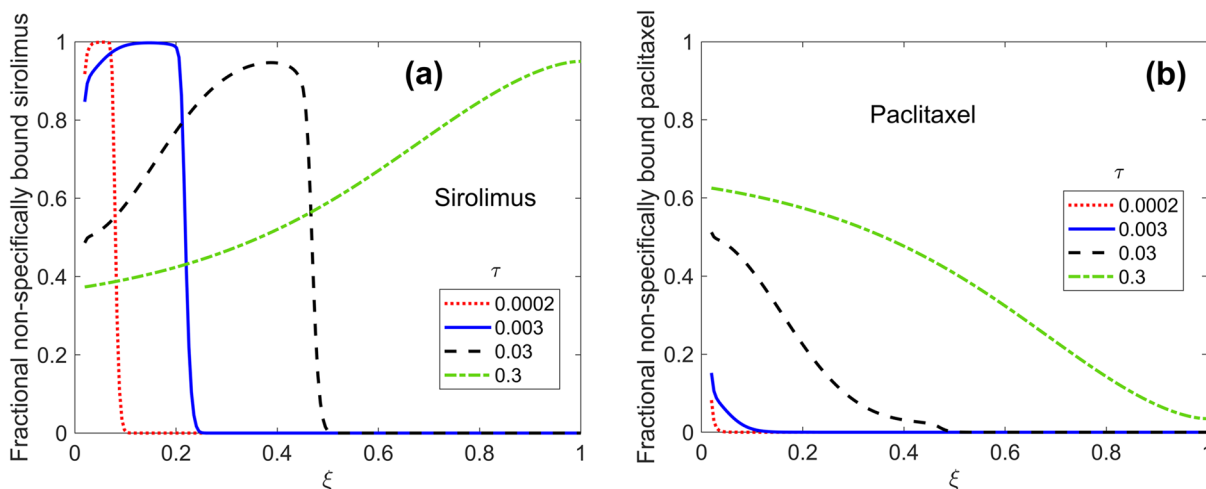 Fractional non-specifically bound sirolimus
1
0.8
0.6
0.4
0.2
0
(a)
Sirolimus
τ
0.0002
0.003
0.03
0.3
0 0.2 0.4 0.6 0.8 1
ξ
Fractional non-specifically bound paclitaxel
1
0.8
0.6
0.4
0.2
0
(b)
Paclitaxel
τ
0.0002
0.003
0.03
0.3
0 0.2 0.4 0.6 0.8 1
ξ